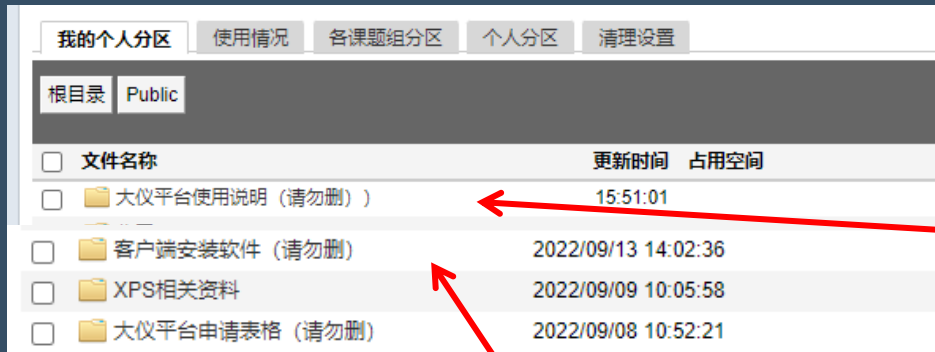 我的个人分区 使用情况 各课题组分区 个人分区 清理设置
根目录 Public
文件名称 更新时间 占用空间
大仪平台使用说明（请勿删）） 15:51:01
客户端安装软件（请勿删） 2022/09/13 14:02:36
XPS相关资料 2022/09/09 10:05:58
大仪平台申请表格（请勿删） 2022/09/08 10:52:21